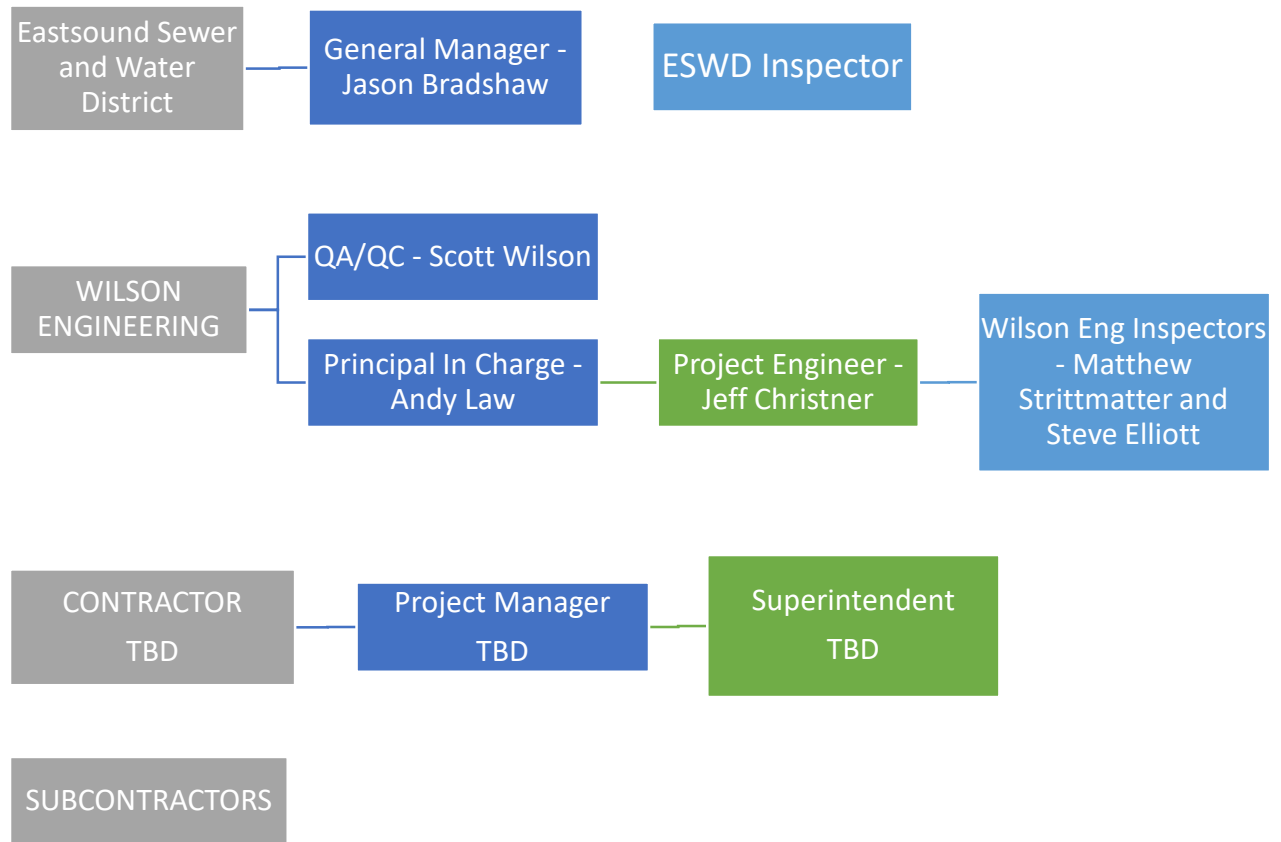 Eastsound Sewer
and Water
District
General Manager -
Jason Bradshaw
ESWD Inspector
WILSON
ENGINEERING
QA/QC - Scott Wilson
Principal In Charge -
Andy Law
Project Engineer -
Jeff Christner
Wilson Eng Inspectors
- Matthew
Strittmatter and
Steve Elliott
CONTRACTOR
TBD
Project Manager
TBD
Superintendent
TBD
SUBCONTRACTORS